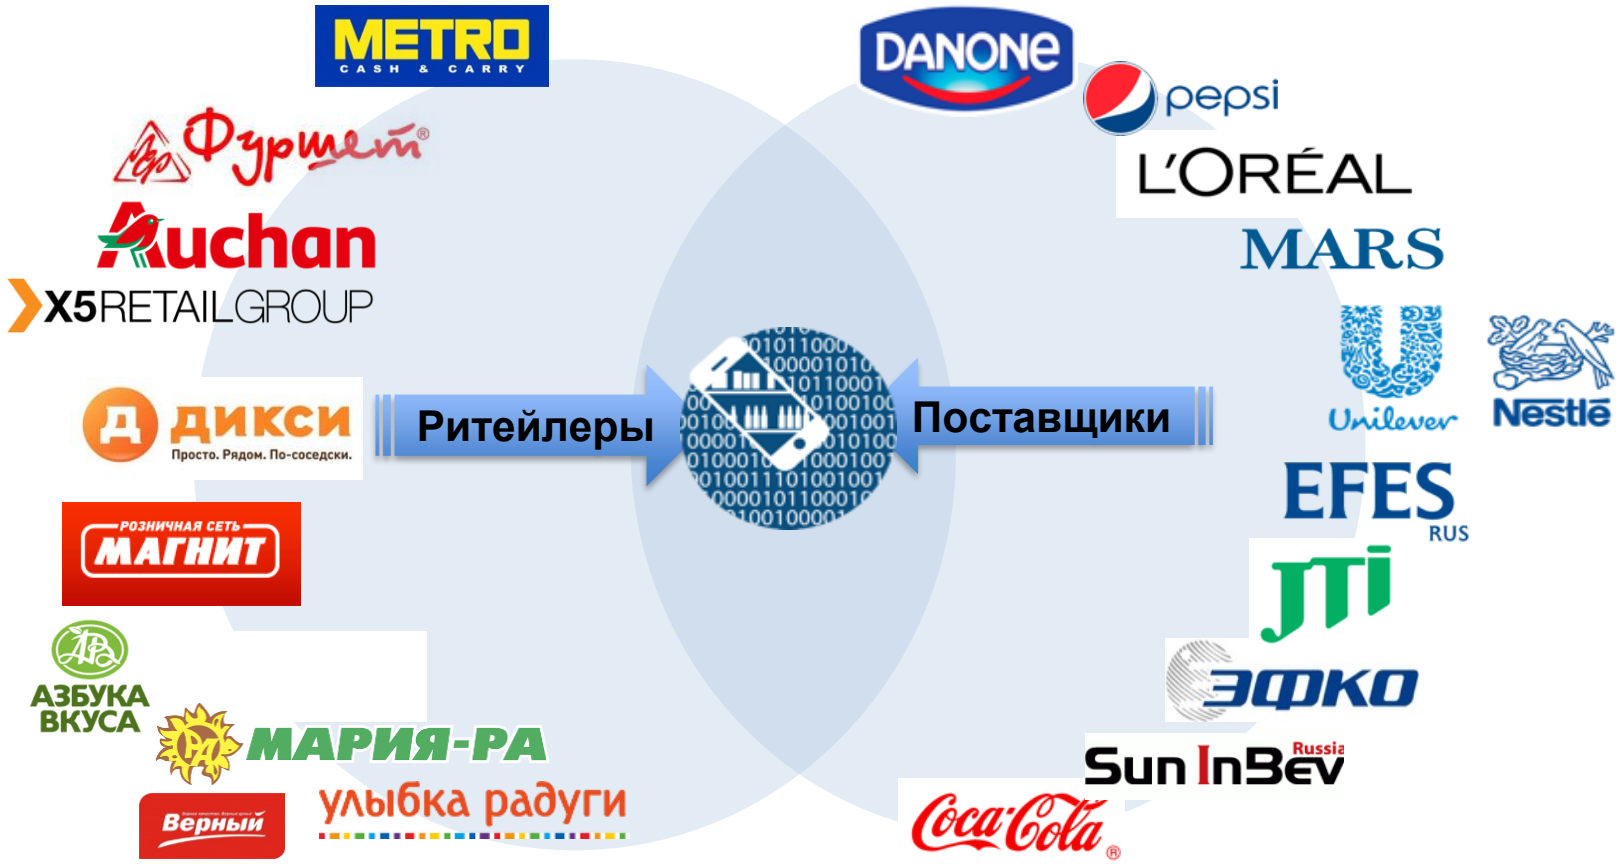 METRO
CASH & CARRY
Фуршет®
Auchan
X5RETAILGROUP
Д ДИКСИ
Просто. Рядом. По-соседски.
РОЗНИЧНАЯ СЕТЬ
МАГНИТ
АЗБУКА
ВКУСА
МАРИЯ-РА
Верный
улыбка радуги
Ритейлеры
Поставщики
DANONE
pepsi
L'ORÉAL
MARS
Unilever
Nestlé
EFES
RUS
JTi
ЭФКО
Russia
Sun InBev
Coca-Cola®